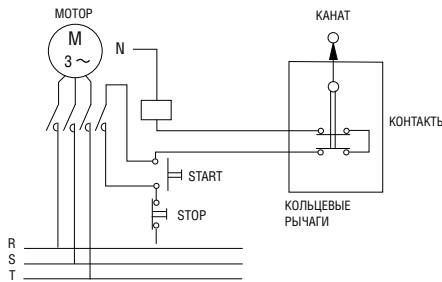 МОТОР
M
3 ~
N
КАНАТ
КОНТАКТЫ
START
STOP
КОЛЬЦЕВЫЕ
РЫЧАГИ
R
S
T